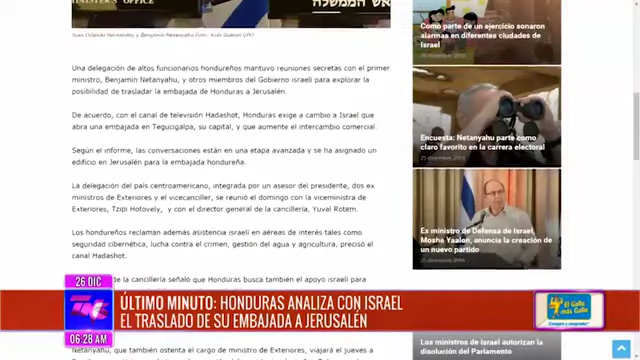 MINISTER'S OFFICE
ראש הממשלה
Juan Orlando Hernández y Benjamin Netanyahu
Una delegación de altos funcionarios hondureños mantuvo reuniones secretas con el primer
ministro, Benjamín Netanyahu, y otros miembros del Gobierno israelí para explorar la
posibilidad de trasladar la embajada de Honduras a Jerusalén.
De acuerdo, con el canal de televisión Hadashot, Honduras exige a cambio a Israel que
abra una embajada en Tegucigalpa, su capital, y que aumente el intercambio comercial.
Según el informe, las conversaciones están en una etapa avanzada y se ha asignado un
edificio en Jerusalén para la embajada hondureña.
La delegación del país centroamericano, integrada por un asesor del presidente, dos ex
ministros de Exteriores y el vicecanciller, se reunió el domingo con la viceministra de
Exteriores, Tzipi Hotovely, y con el director general de la cancillería, Yuval Rotem.
Los hondureños reclaman además asistencia israelí en aéreas de interés tales como
seguridad cibernética, lucha contra el crimen, gestión del agua y agricultura, precisó el
canal Hadashot.
de la cancillería señaló que Honduras busca también el apoyo israelí para
Netanyahu, que también ostenta el cargo de ministro de Exteriores, viajará el jueves a
Como parte de un ejercicio sonaron
alarmas en diferentes ciudades de
Israel
Encuesta: Netanyahu parte como
claro favorito en la carrera electoral
25 diciembre, 2018
Ex ministro de Defensa de Israel,
Moshe Yaalon, anuncia la creación de
un nuevo partido
25 diciembre, 2018
Los ministros de Israel autorizan la
disolución del Parlamento
26 DIC
06:28 AM
ÚLTIMO MINUTO: HONDURAS ANALIZA CON ISRAEL
EL TRASLADO DE SU EMBAJADA A JERUSALÉN
El Gallo
más Gallo